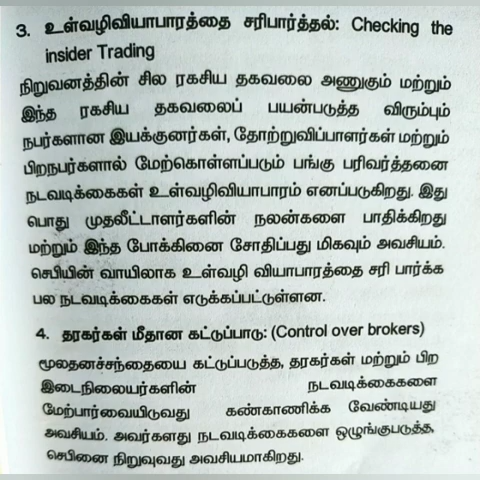 3. உள்வழிவியாபாரத்தை சரிபார்த்தல்: Checking the
insider Trading
நிறுவனத்தின் சில ரகசிய தகவலை அணுகும் மற்றும்
இந்த ரகசிய தகவலைப் பயன்படுத்த விரும்பும்
நபர்களான இயக்குனர்கள், தோற்றுவிப்பாளர்கள் மற்றும்
பிறநபர்களால் மேற்கொள்ளப்படும் பங்கு பரிவர்த்தனை
நடவடிக்கைகள் உள்வழிவியாபாரம் எனப்படுகிறது. இது
பொது முதலீட்டாளர்களின் நலன்களை பாதிக்கிறது
மற்றும் இந்த போக்கினை சோதிப்பது மிகவும் அவசியம்.
செபியின் வாயிலாக உள்வழி வியாபாரத்தை சரி பார்க்க
பல நடவடிக்கைகள் எடுக்கப்பட்டுள்ளன.
4. தரகர்கள் மீதான கட்டுப்பாடு: (Control over brokers)
மூலதனச்சந்தையை கட்டுப்படுத்த, தரகர்கள் மற்றும் பிற
இடைநிலையர்களின் நடவடிக்கைகளை
மேற்பார்வையிடுவது கண்காணிக்க வேண்டியது
அவசியம். அவர்களது நடவடிக்கைகளை ஒழுங்குபடுத்த,
செபினை நிறுவுவது அவசியமாகிறது.